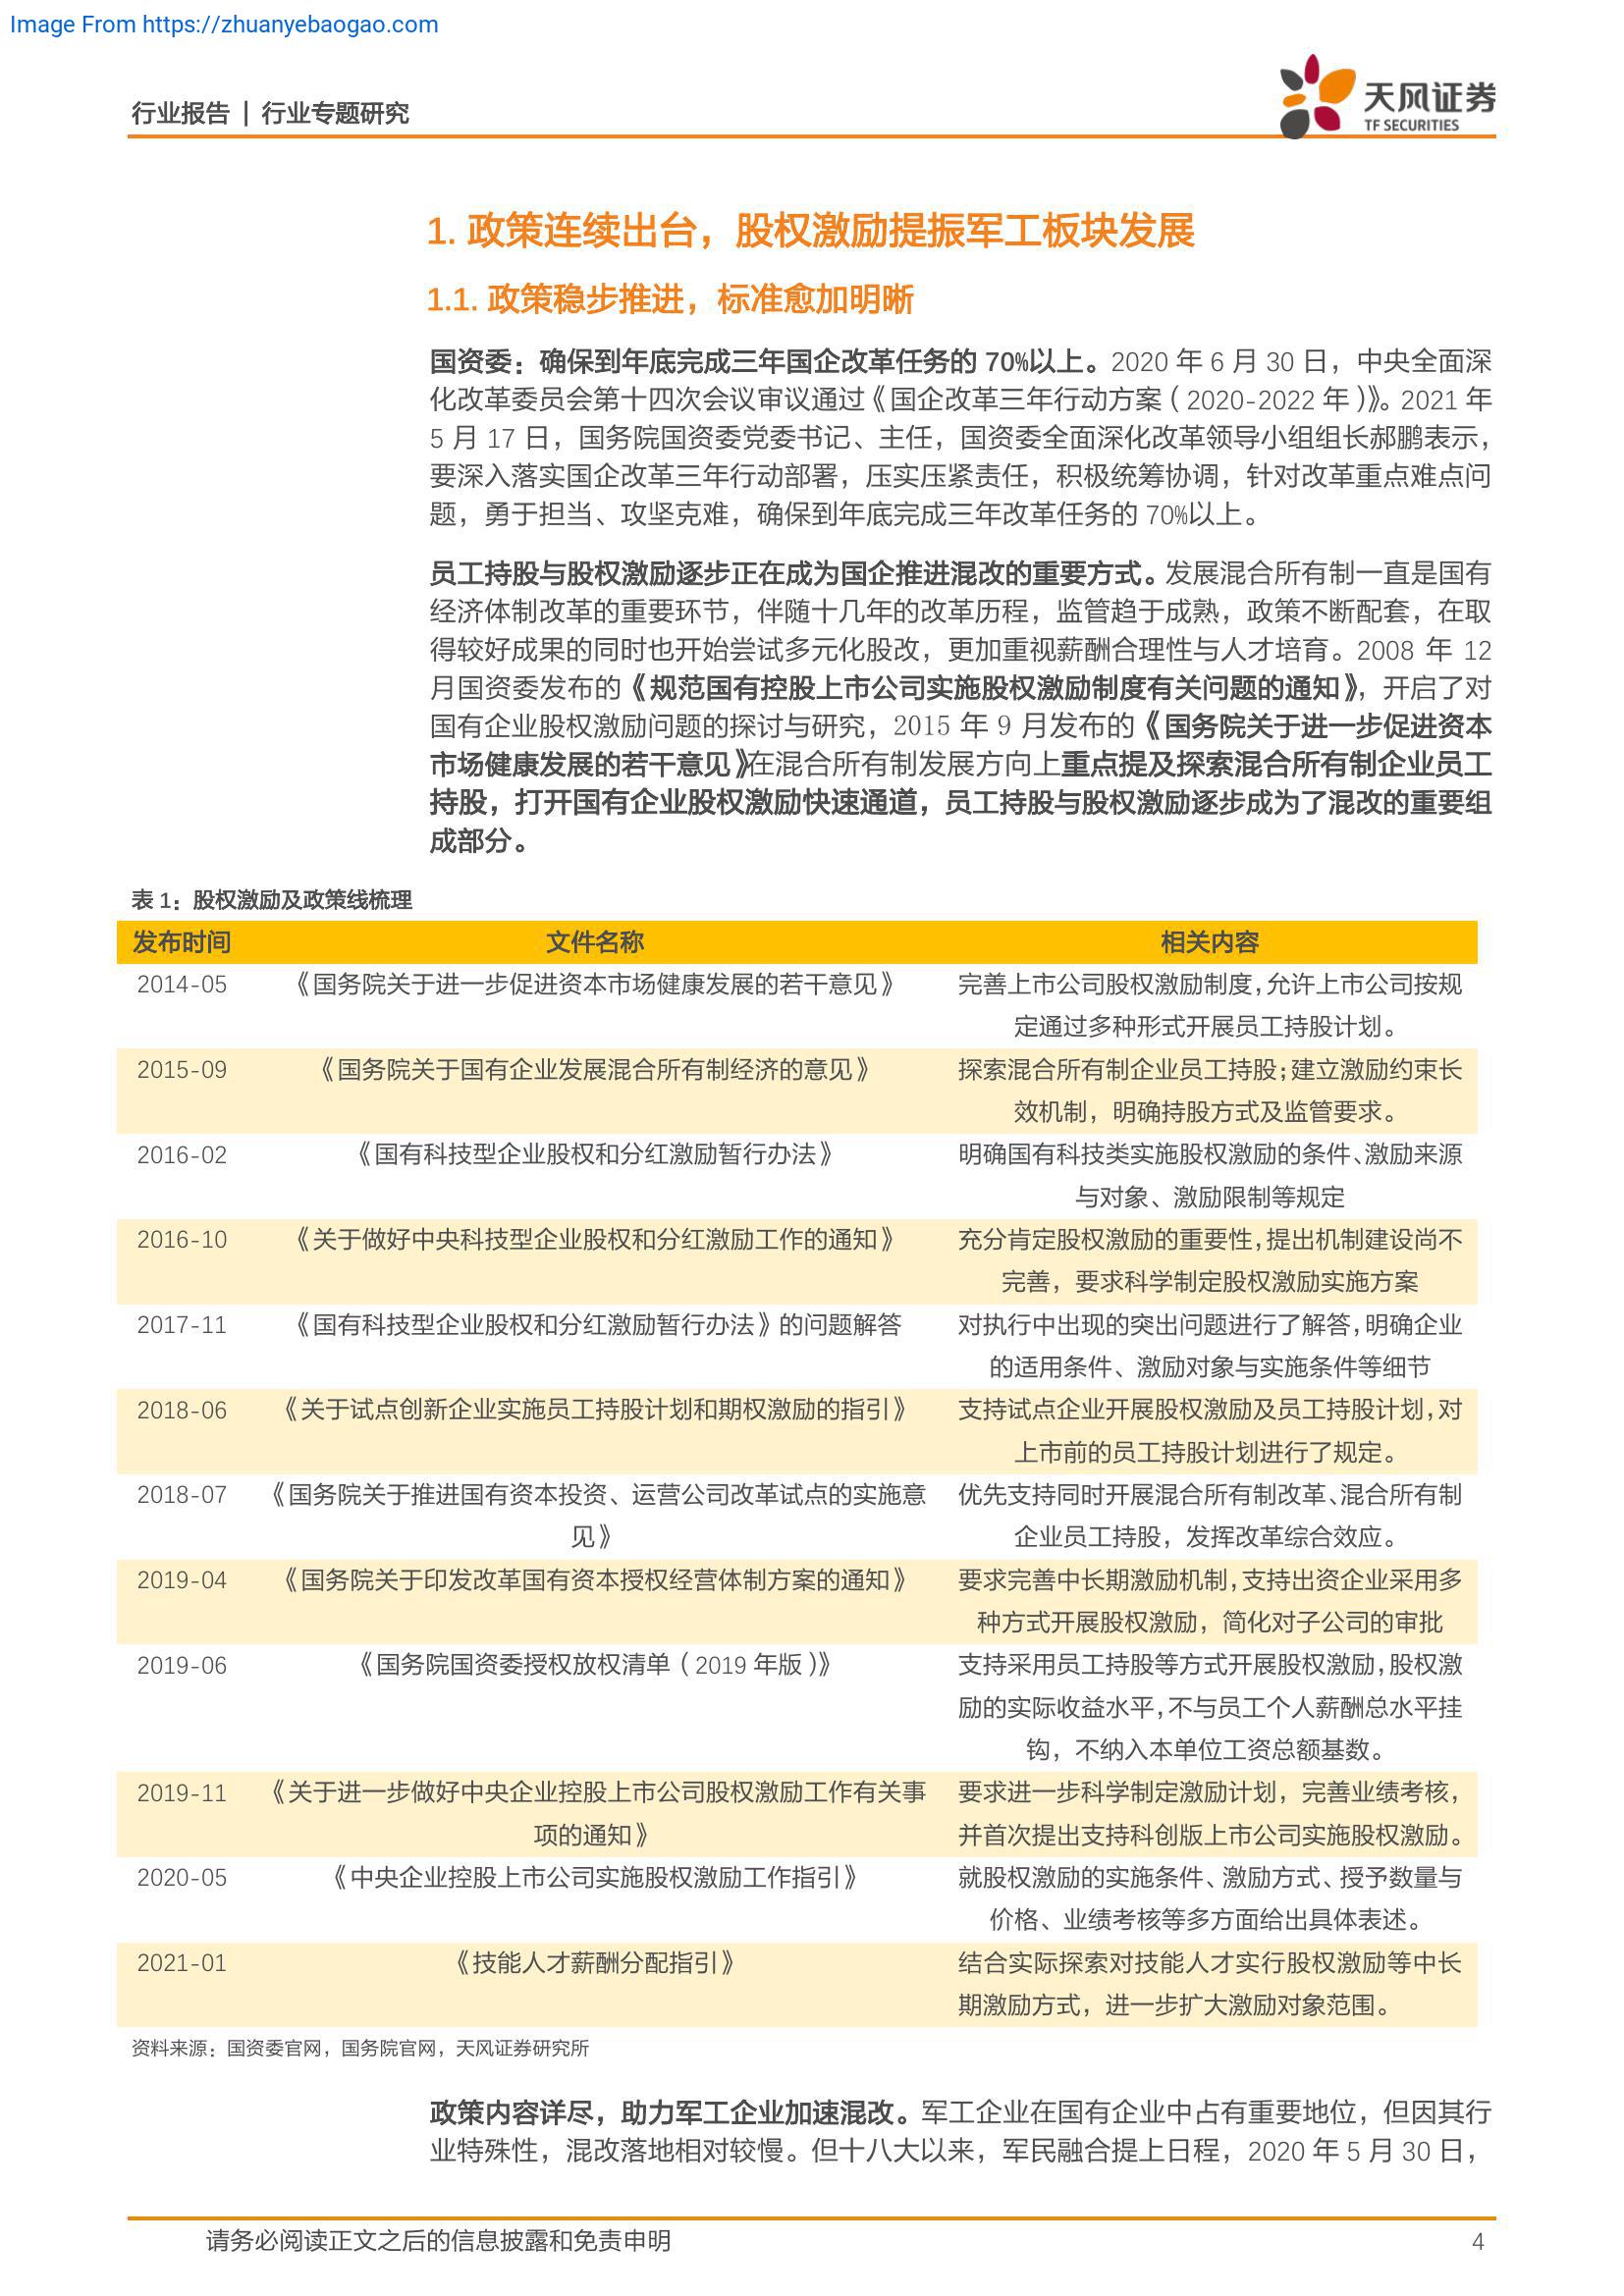 Image From https://zhuanyebaogao.com
行业报告 | 行业专题研究
天风证券
TF SECURITIES
1. 政策连续出台，股权激励提振军工板块发展
1.1. 政策稳步推进，标准愈加明晰
国资委：确保到年底完成三年国企改革任务的 70%以上。2020 年 6 月 30 日，中央全面深
化改革委员会第十四次会议审议通过《国企改革三年行动方案（2020-2022 年）》。2021 年
5 月 17 日，国务院国资委党委书记、主任，国资委全面深化改革领导小组组长郝鹏表示，
要深入落实国企改革三年行动部署，压实压紧责任，积极统筹协调，针对改革重点难点问
题，勇于担当、攻坚克难，确保到年底完成三年改革任务的 70%以上。
员工持股与股权激励逐步正在成为国企推进混改的重要方式。发展混合所有制一直是国有
经济体制改革的重要环节，伴随十几年的改革历程，监管趋于成熟，政策不断配套，在取
得较好成果的同时也开始尝试多元化股改，更加重视薪酬合理性与人才培育。2008 年 12
月国资委发布的《规范国有控股上市公司实施股权激励制度有关问题的通知》，开启了对
国有企业股权激励问题的探讨与研究，2015 年 9 月发布的《国务院关于进一步促进资本
市场健康发展的若干意见》在混合所有制发展方向上重点提及探索混合所有制企业员工
持股，打开国有企业股权激励快速通道，员工持股与股权激励逐步成为了混改的重要组
成部分。
表 1：股权激励及政策线梳理
发布时间 文件名称 相关内容
2014-05 《国务院关于进一步促进资本市场健康发展的若干意见》 完善上市公司股权激励制度，允许上市公司按规
定通过多种形式开展员工持股计划。
2015-09 《国务院关于国有企业发展混合所有制经济的意见》 探索混合所有制企业员工持股；建立激励约束长
效机制，明确持股方式及监管要求。
2016-02 《国有科技型企业股权和分红激励暂行办法》 明确国有科技类实施股权激励的条件、激励来源
与对象、激励限制等规定
2016-10 《关于做好中央科技型企业股权和分红激励工作的通知》 充分肯定股权激励的重要性，提出机制建设尚不
完善，要求科学制定股权激励实施方案
2017-11 《国有科技型企业股权和分红激励暂行办法》的问题解答 对执行中出现的突出问题进行了解答，明确企业
的适用条件、激励对象与实施条件等细节
2018-06 《关于试点创新企业实施员工持股计划和期权激励的指引》 支持试点企业开展股权激励及员工持股计划，对
上市前的员工持股计划进行了规定。
2018-07 《国务院关于推进国有资本投资、运营公司改革试点的实施意 优先支持同时开展混合所有制改革、混合所有制
见》 企业员工持股，发挥改革综合效应。
2019-04 《国务院关于印发改革国有资本授权经营体制方案的通知》 要求完善中长期激励机制，支持出资企业采用多
种方式开展股权激励，简化对子公司的审批
2019-06 《国务院国资委授权放权清单（2019 年版）》 支持采用员工持股等方式开展股权激励，股权激
励的实际收益水平，不与员工个人薪酬总水平挂
钩，不纳入本单位工资总额基数。
2019-11 《关于进一步做好中央企业控股上市公司股权激励工作有关事 要求进一步科学制定激励计划，完善业绩考核，
项的通知》 并首次提出支持科创版上市公司实施股权激励。
2020-05 《中央企业控股上市公司实施股权激励工作指引》 就股权激励的实施条件、激励方式、授予数量与
价格、业绩考核等多方面给出具体表述。
2021-01 《技能人才薪酬分配指引》 结合实际探索对技能人才实行股权激励等中长
期激励方式，进一步扩大激励对象范围。
资料来源：国资委官网，国务院官网，天风证券研究所
政策内容详尽，助力军工企业加速混改。军工企业在国有企业中占有重要地位，但因其行
业特殊性，混改落地相对较慢。但十八大以来，军民融合提上日程，2020 年 5 月 30 日，
请务必阅读正文之后的信息披露和免责申明 4